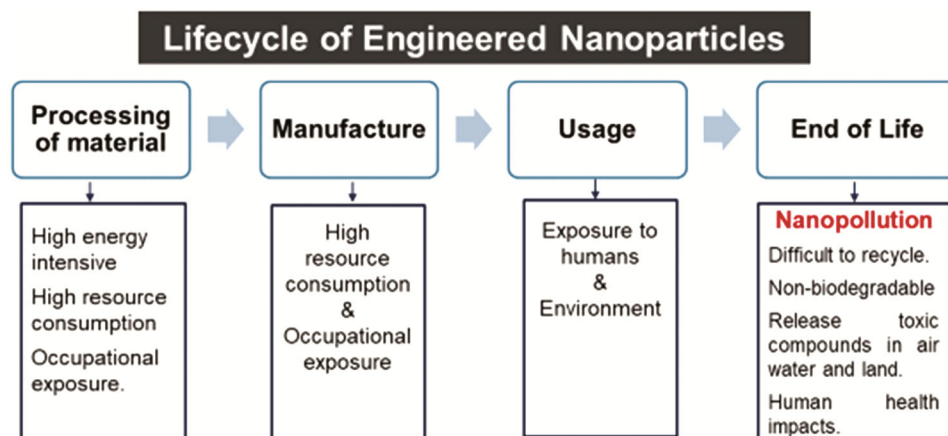 Lifecycle of Engineered Nanoparticles
Processing
of material
Manufacture
Usage
End of Life
High energy
intensive
High resource
consumption
Occupational
exposure.
High
resource
consumption
&
Occupational
exposure
Exposure to
humans
&
Environment
Nanopollution
Difficult to recycle.
Non-biodegradable
Release toxic
compounds in air
water and land.
Human health
impacts.